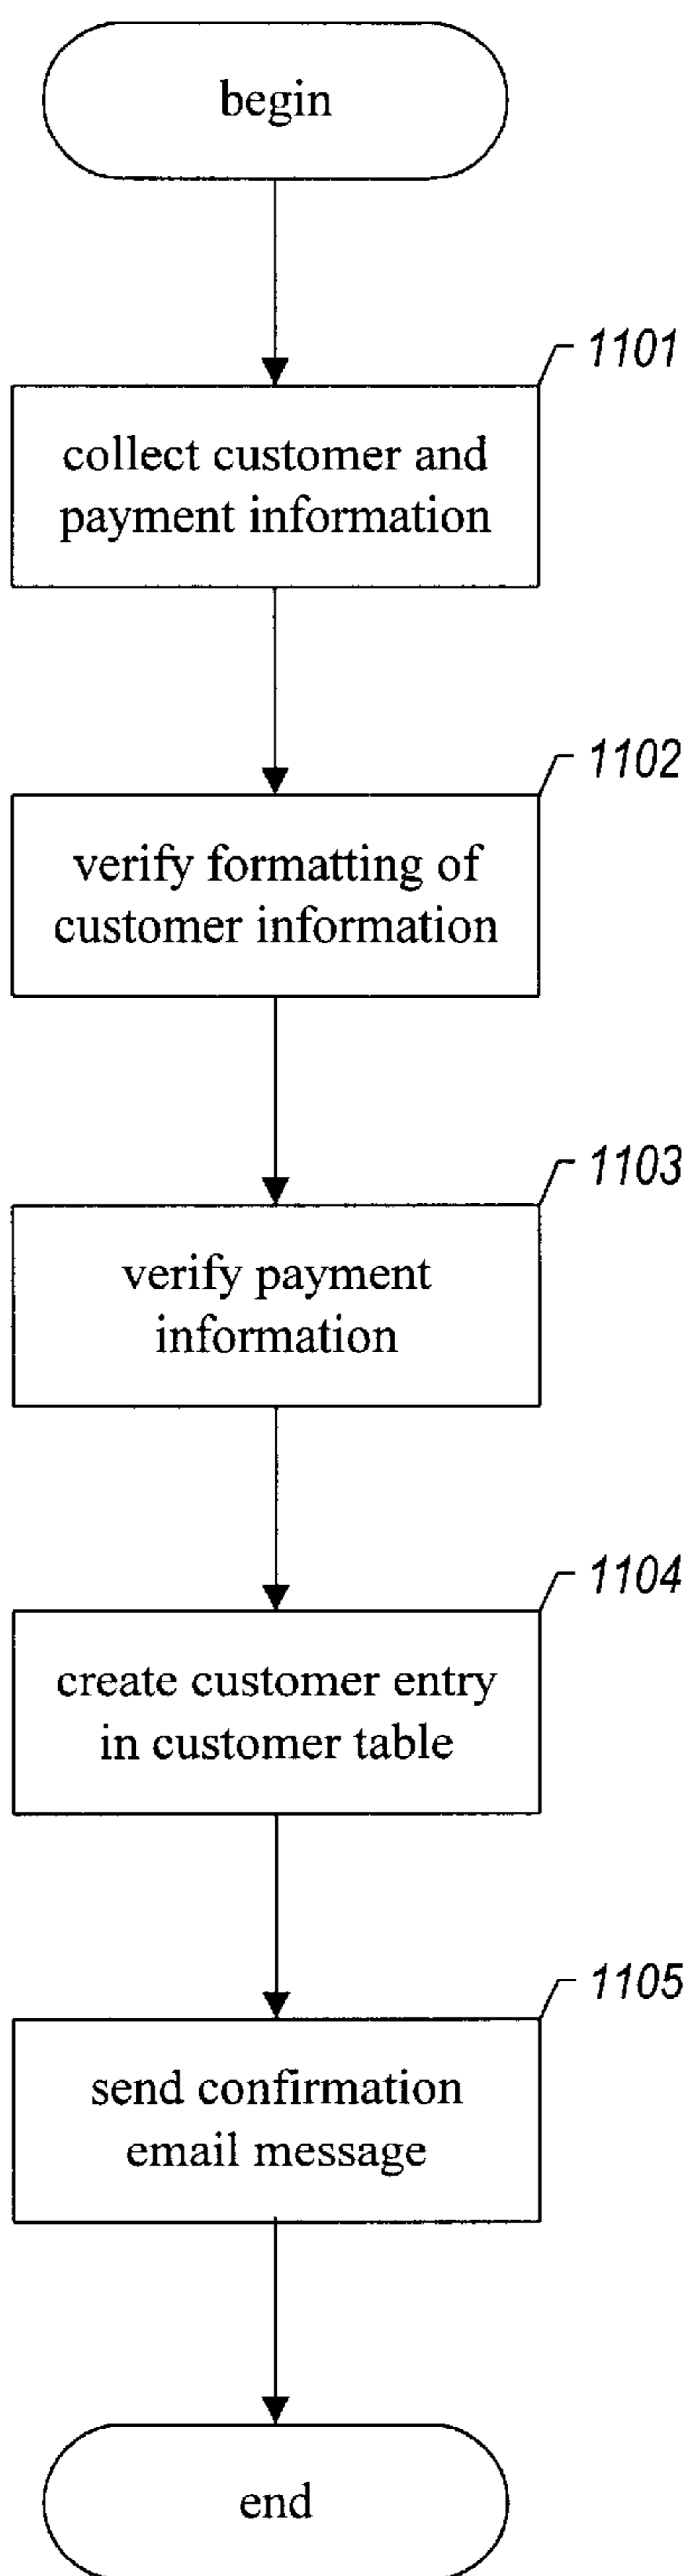 begin
1101
collect customer and
payment information
1102
verify formatting of
customer information
1103
verify payment
information
1104
create customer entry
in customer table
1105
send confirmation
email message
end